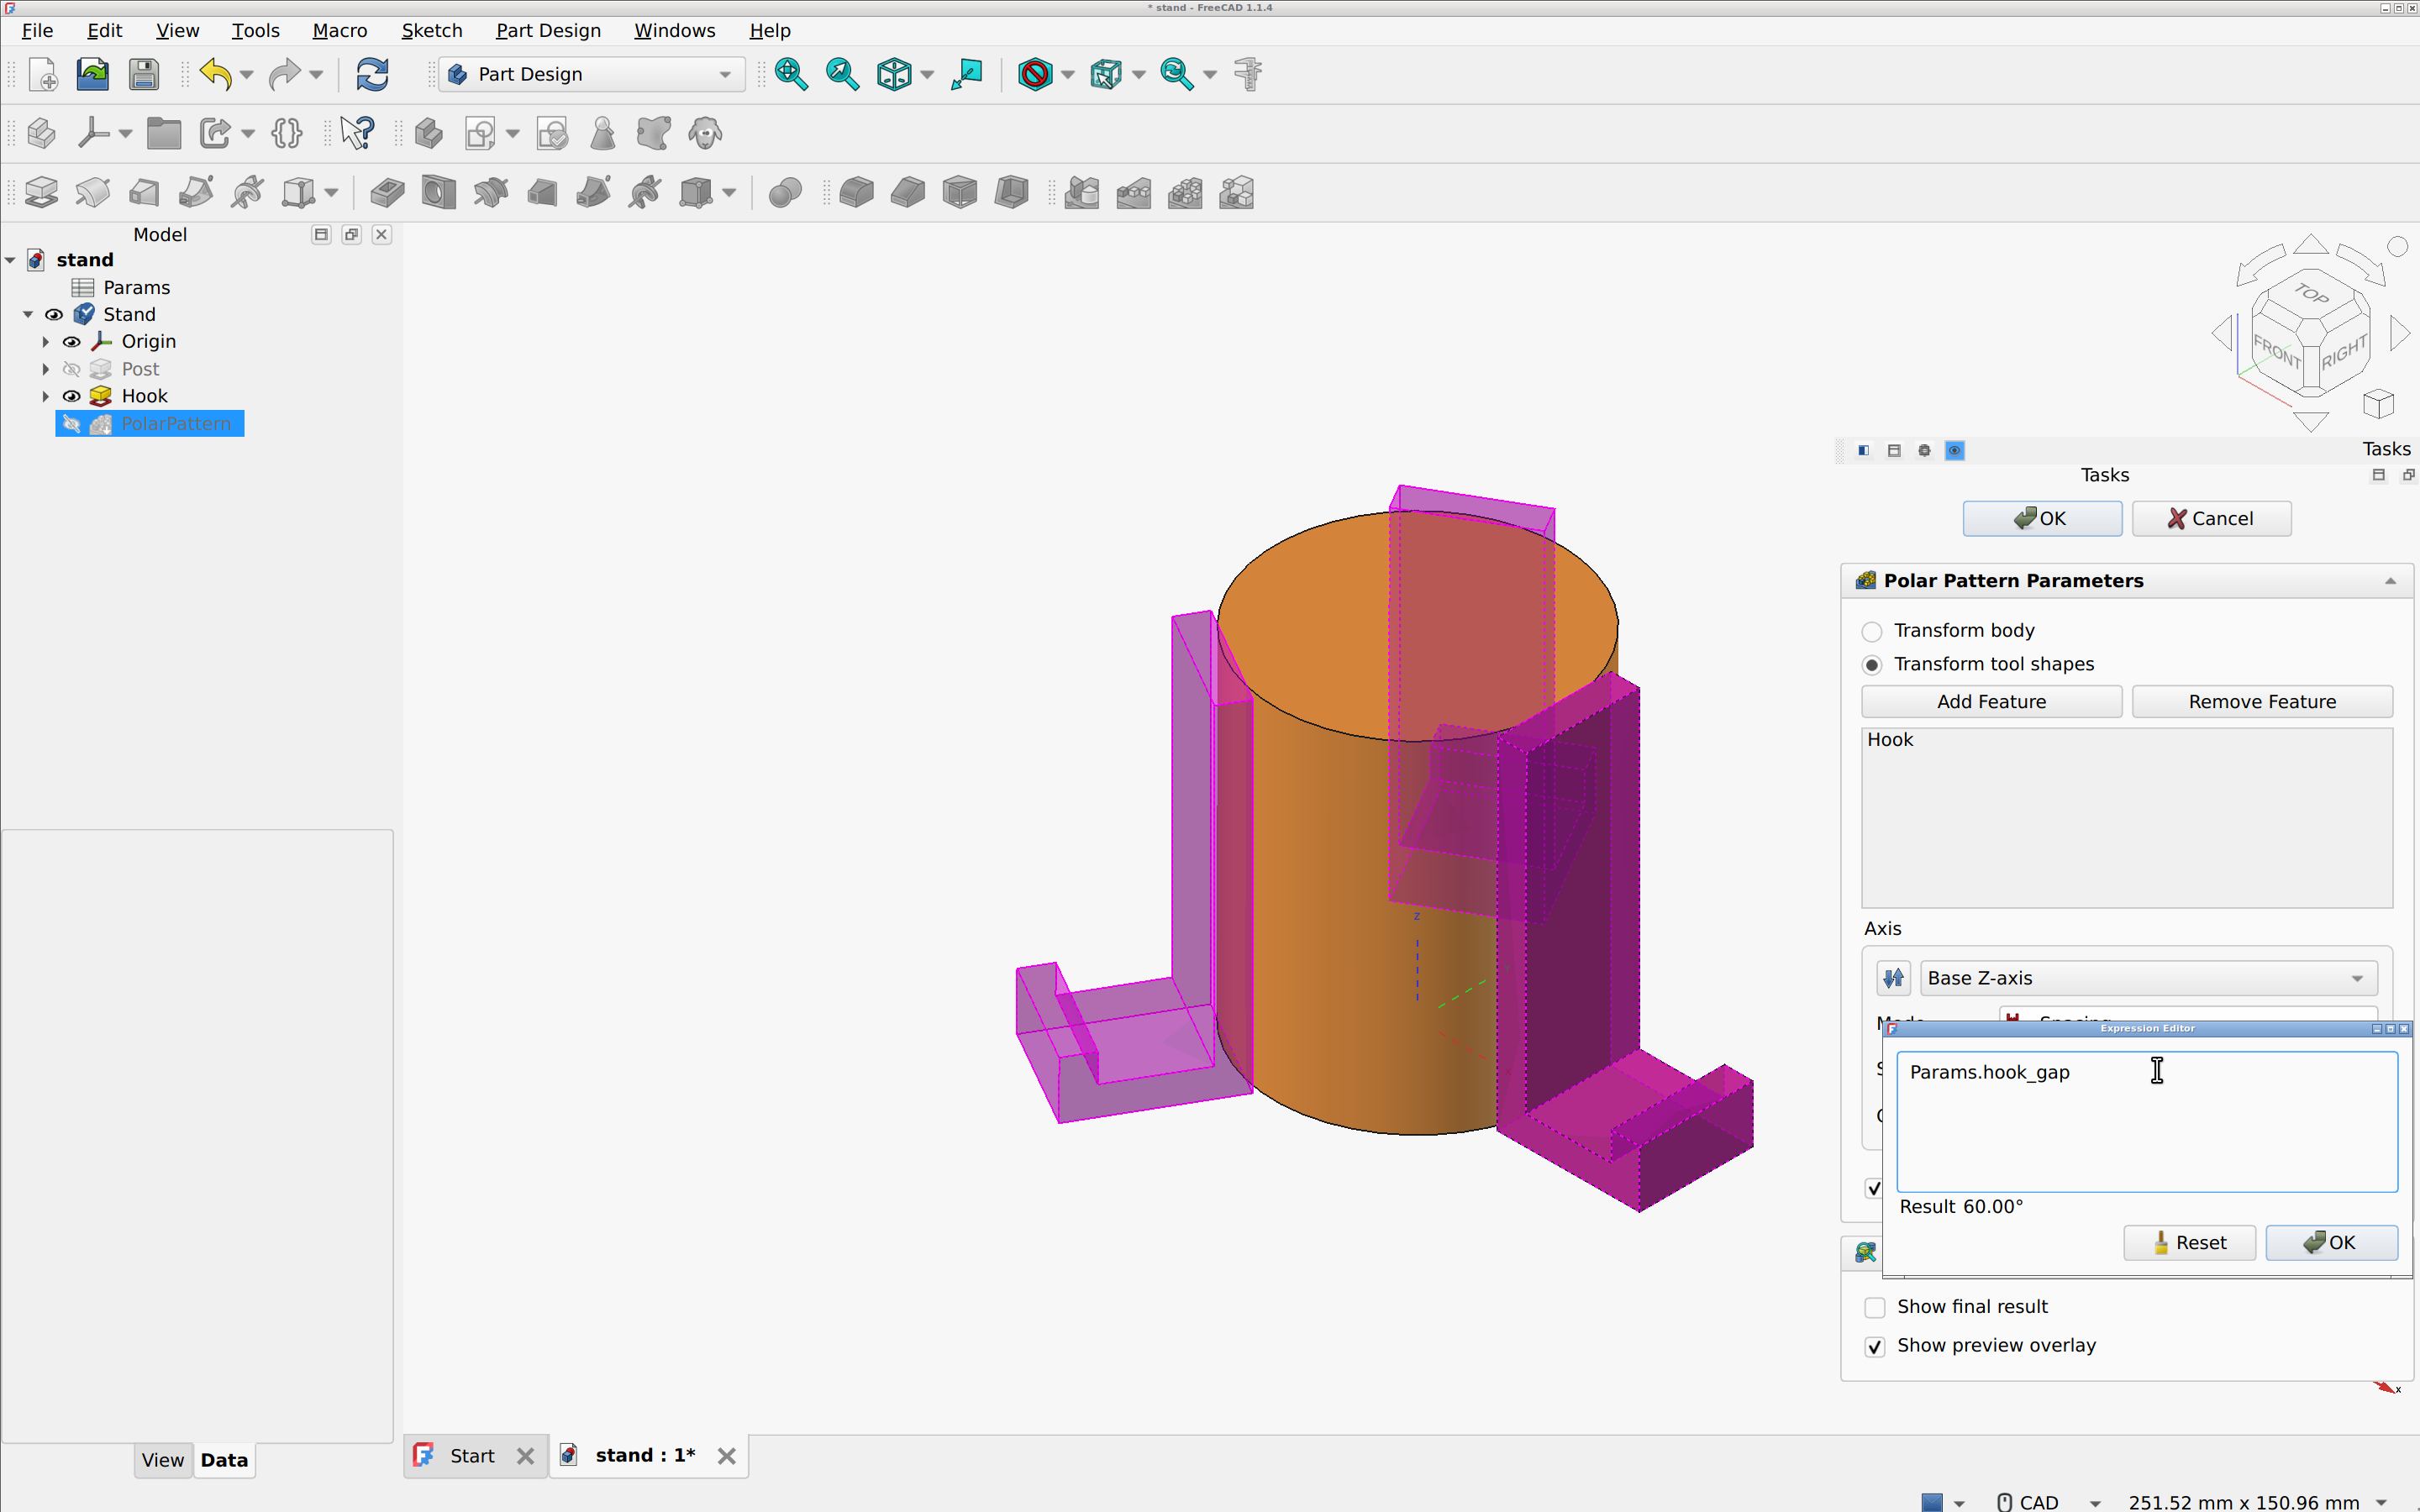 * stand - FreeCAD 1.1.4
File Edit View Tools Macro Sketch Part Design Windows Help
Part Design
Model
stand
Params
Stand
Origin
Post
Hook
PolarPattern
TOP
FRONT
RIGHT
Tasks
Tasks
OK Cancel
Polar Pattern Parameters
Transform body
Transform tool shapes
Add Feature Remove Feature
Hook
Axis
Base Z-axis
Mode Spacing
Expression Editor
Params.hook_gap
Result 60.00°
Reset OK
Show final result
Show preview overlay
z
x
View Data
Start
stand : 1*
CAD
251.52 mm x 150.96 mm